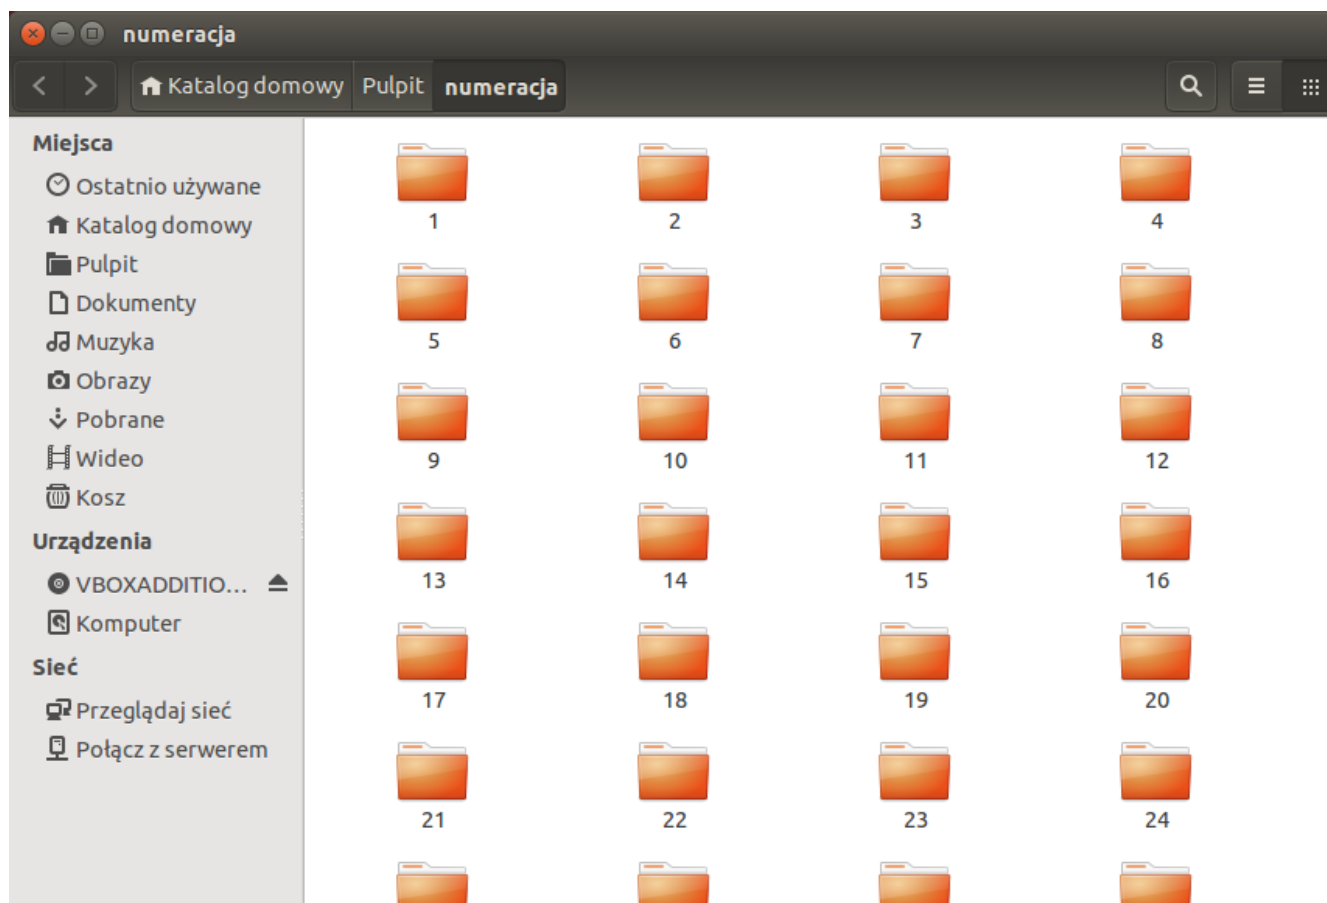 numeracja
Katalog domowy Pulpit numeracja
Miejsca
Ostatnio używane
Katalog domowy
Pulpit
Dokumenty
Muzyka
Obrazy
Pobrane
Wideo
Kosz
Urządzenia
VBOXADDITIO...
Komputer
Sieć
Przeglądaj sieć
Połącz z serwerem
1 2 3 4
5 6 7 8
9 10 11 12
13 14 15 16
17 18 19 20
21 22 23 24